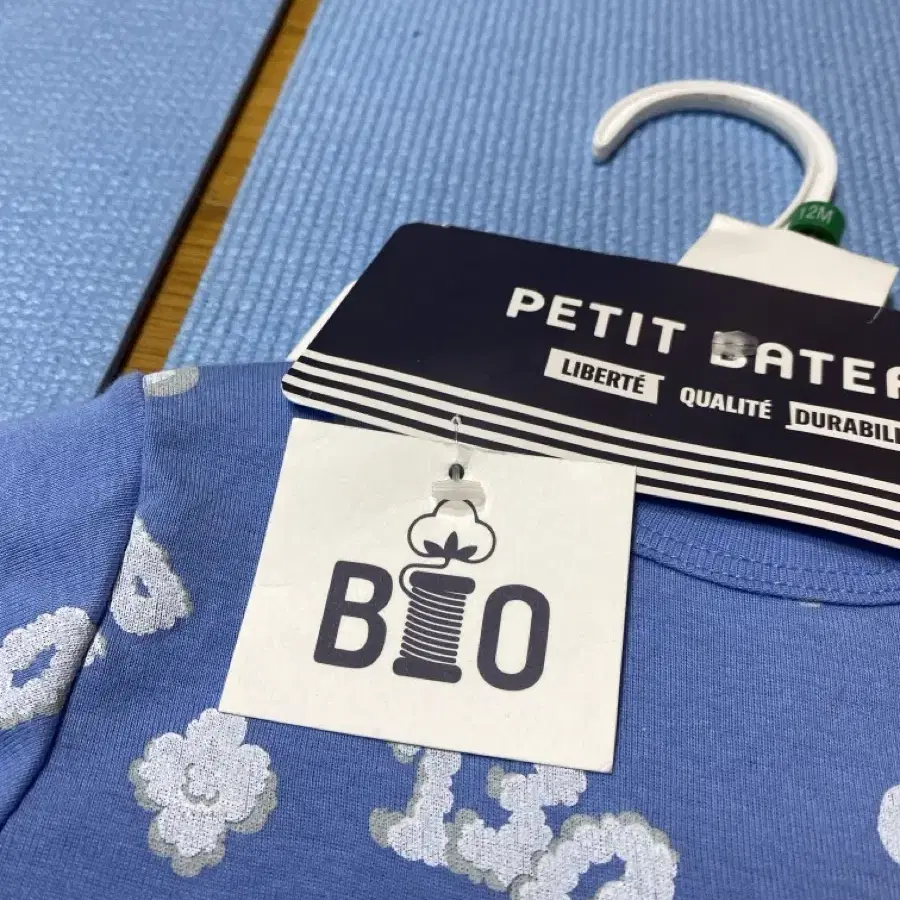 12M
PETIT BATEA
LIBERTÉ QUALITÉ DURABILI
BIO